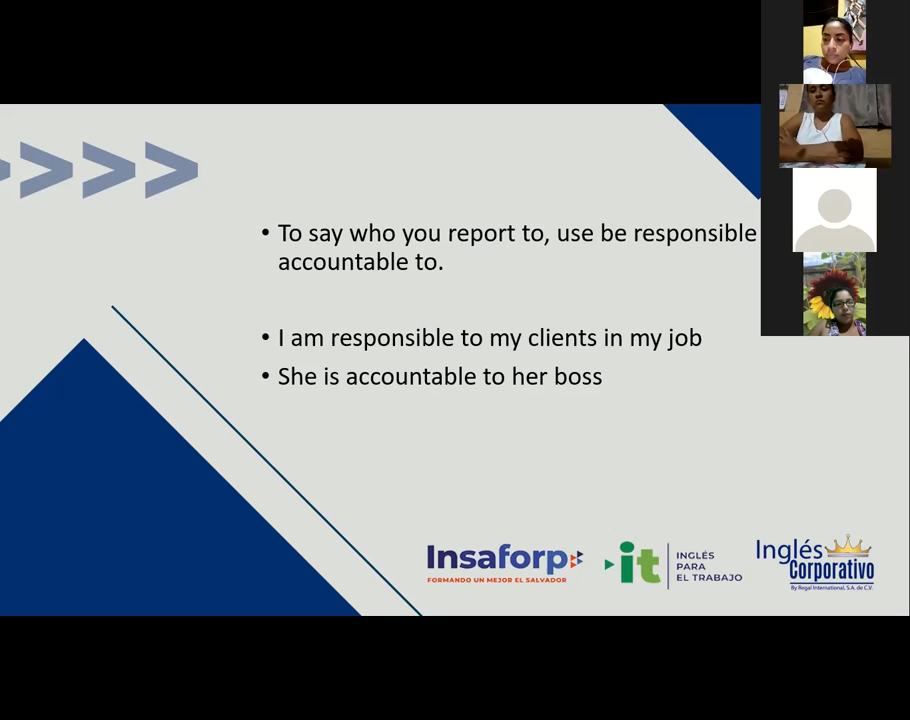 • To say who you report to, use be responsible
accountable to.
• I am responsible to my clients in my job
• She is accountable to her boss
Insaforp
FORMANDO UN MEJOR EL SALVADOR
it
INGLÉS
PARA
EL TRABAJO
Inglés
Corporativo
By Regal International, S.A. de C.V.